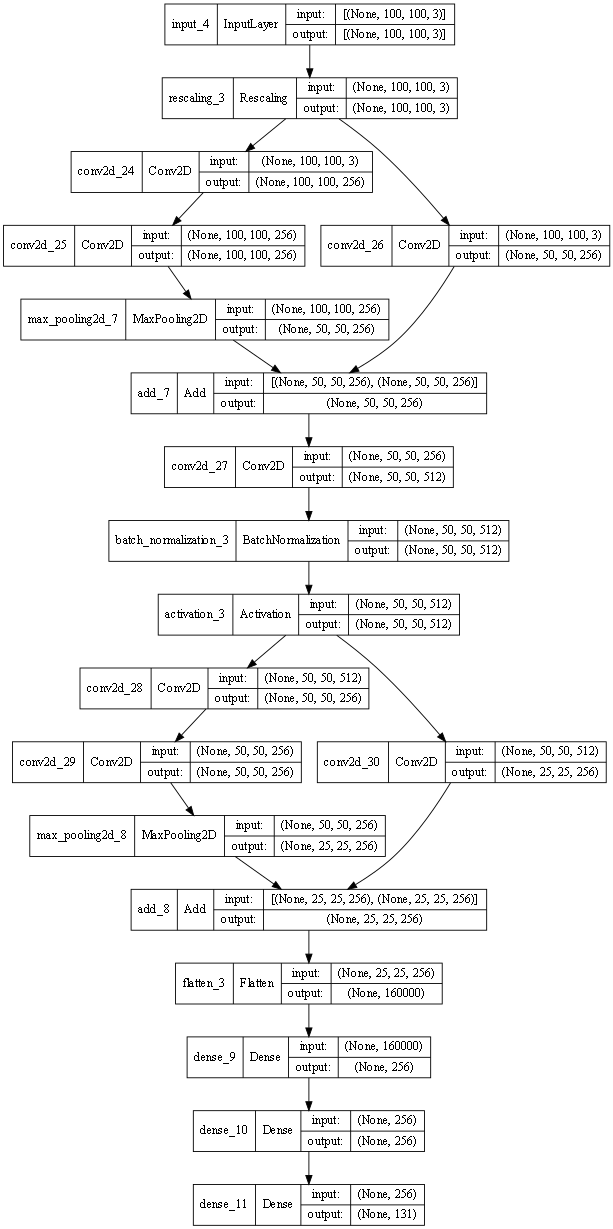 input_4 InputLayer input: [(None, 100, 100, 3)]
output: [(None, 100, 100, 3)]
rescaling_3 Rescaling input: (None, 100, 100, 3)
output: (None, 100, 100, 3)
conv2d_24 Conv2D input: (None, 100, 100, 3)
output: (None, 100, 100, 256)
conv2d_25 Conv2D input: (None, 100, 100, 256)
output: (None, 100, 100, 256)
conv2d_26 Conv2D input: (None, 100, 100, 3)
output: (None, 50, 50, 256)
max_pooling2d_7 MaxPooling2D input: (None, 100, 100, 256)
output: (None, 50, 50, 256)
add_7 Add input: [(None, 50, 50, 256), (None, 50, 50, 256)]
output: (None, 50, 50, 256)
conv2d_27 Conv2D input: (None, 50, 50, 256)
output: (None, 50, 50, 512)
batch_normalization_3 BatchNormalization input: (None, 50, 50, 512)
output: (None, 50, 50, 512)
activation_3 Activation input: (None, 50, 50, 512)
output: (None, 50, 50, 512)
conv2d_28 Conv2D input: (None, 50, 50, 512)
output: (None, 50, 50, 256)
conv2d_29 Conv2D input: (None, 50, 50, 256)
output: (None, 50, 50, 256)
conv2d_30 Conv2D input: (None, 50, 50, 512)
output: (None, 25, 25, 256)
max_pooling2d_8 MaxPooling2D input: (None, 50, 50, 256)
output: (None, 25, 25, 256)
add_8 Add input: [(None, 25, 25, 256), (None, 25, 25, 256)]
output: (None, 25, 25, 256)
flatten_3 Flatten input: (None, 25, 25, 256)
output: (None, 160000)
dense_9 Dense input: (None, 160000)
output: (None, 256)
dense_10 Dense input: (None, 256)
output: (None, 256)
dense_11 Dense input: (None, 256)
output: (None, 131)